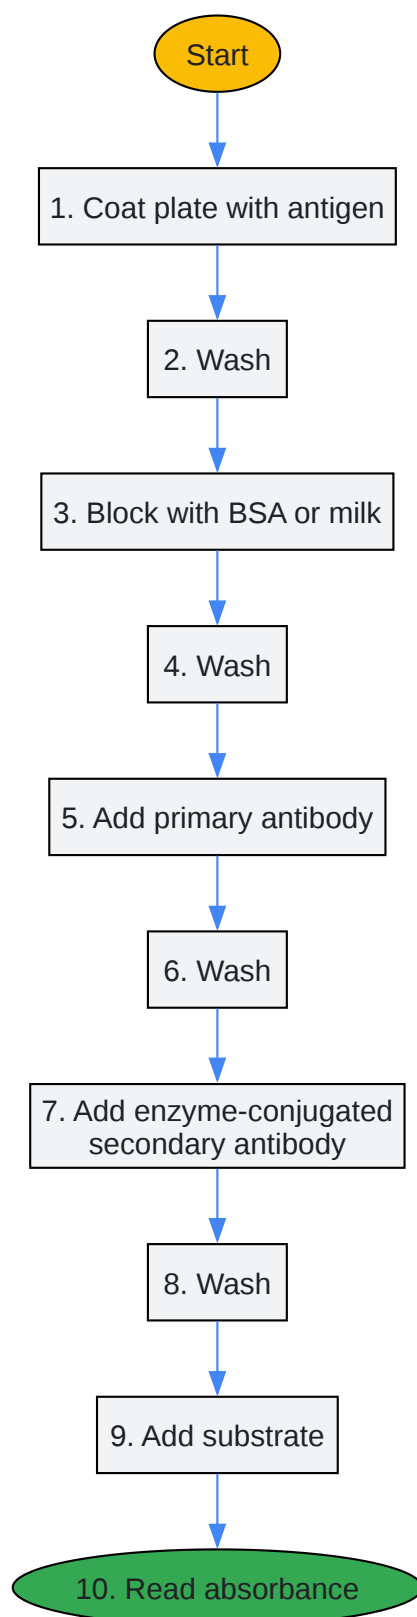 Start
1. Coat plate with antigen
2. Wash
3. Block with BSA or milk
4. Wash
5. Add primary antibody
6. Wash
7. Add enzyme-conjugated
secondary antibody
8. Wash
9. Add substrate
10. Read absorbance